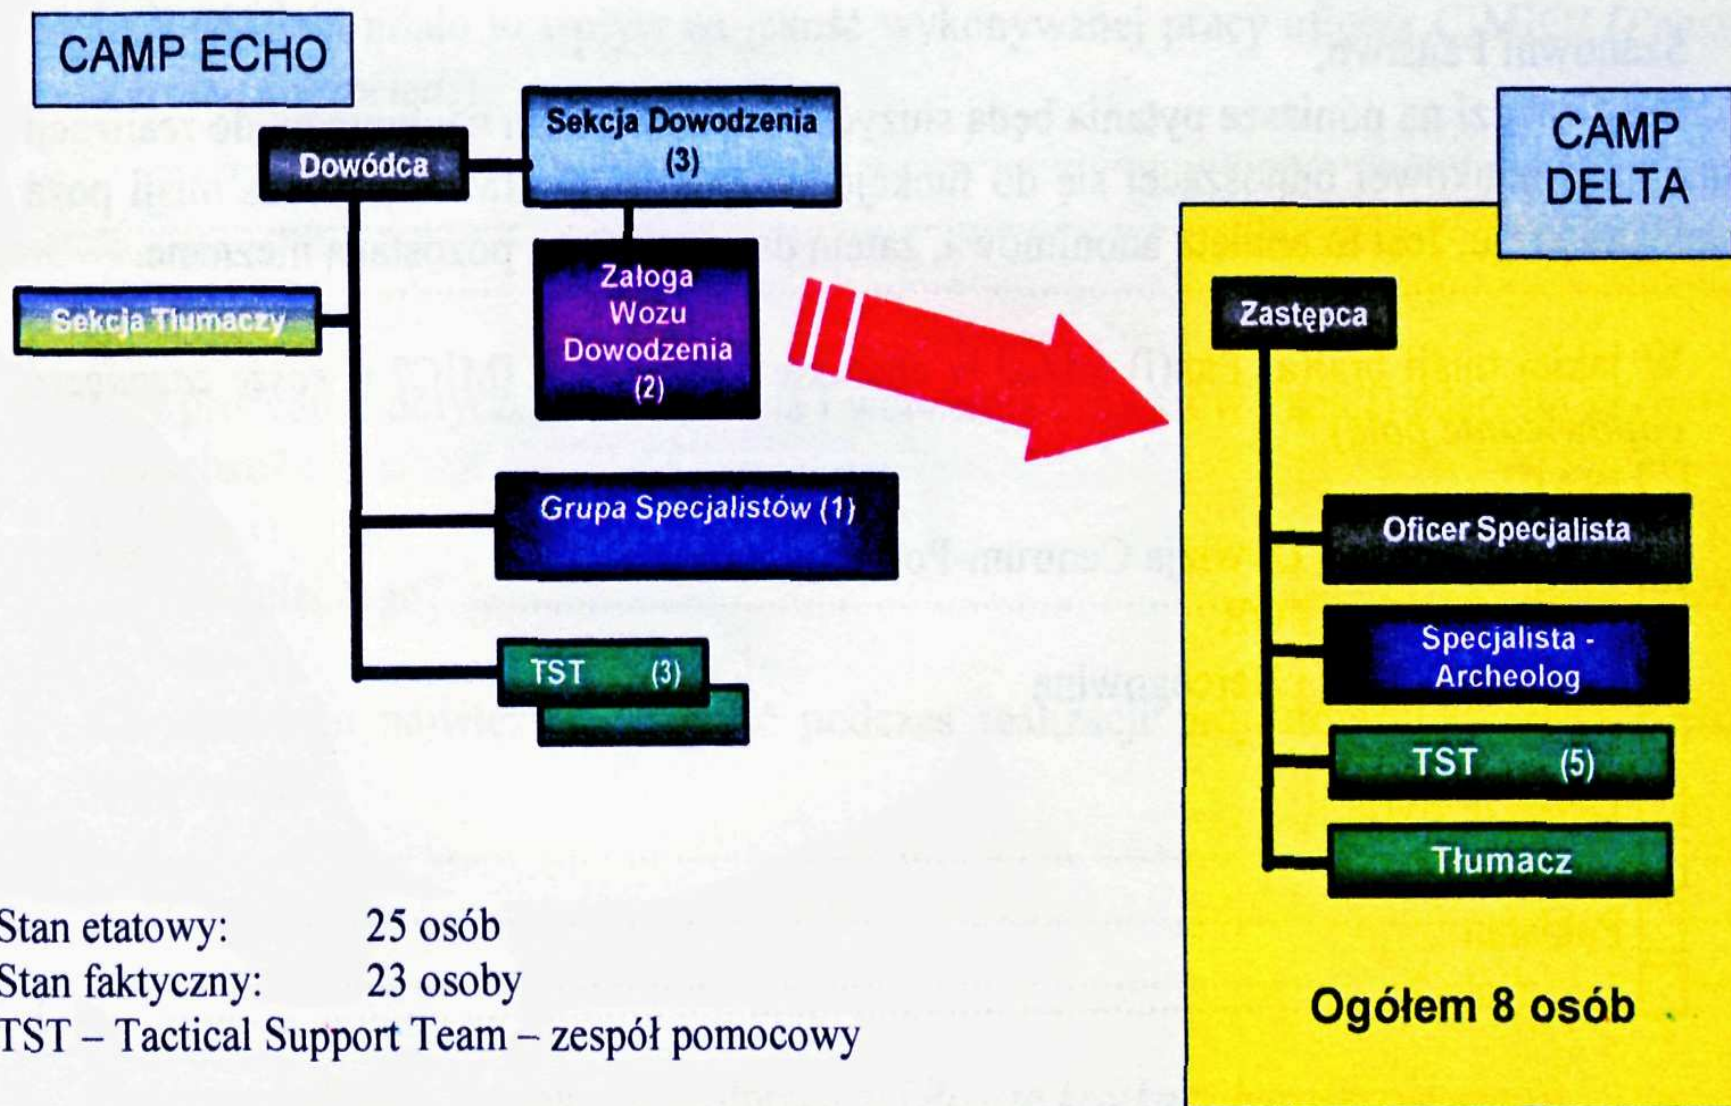 CAMP ECHO
Dowódca
Sekcja Dowodzenia
(3)
Załoga
Wozu
Dowodzenia
(2)
Sekcja Tłumaczy
Grupa Specjalistów (1)
TST (3)
CAMP
DELTA
Zastępca
Oficer Specjalista
Specjalista -
Archeolog
TST (5)
Tłumacz
Ogółem 8 osób
Stan etatowy: 25 osób
Stan faktyczny: 23 osoby
TST – Tactical Support Team – zespół pomocowy